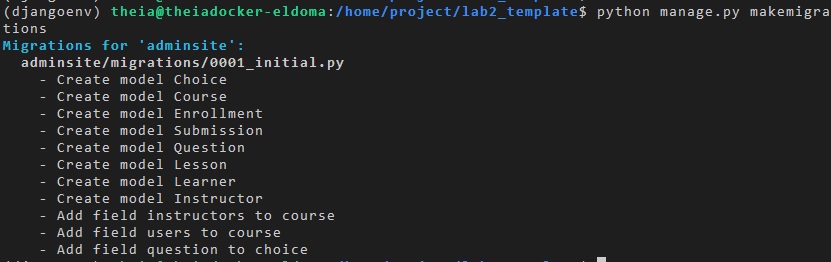 (djangoenv) theia@theiadocker-eldoma:/home/project/lab2_template$ python manage.py makemigra
tions
Migrations for 'adminsite':
  adminsite/migrations/0001_initial.py
    - Create model Choice
    - Create model Course
    - Create model Enrollment
    - Create model Submission
    - Create model Question
    - Create model Lesson
    - Create model Learner
    - Create model Instructor
    - Add field instructors to course
    - Add field users to course
    - Add field question to choice